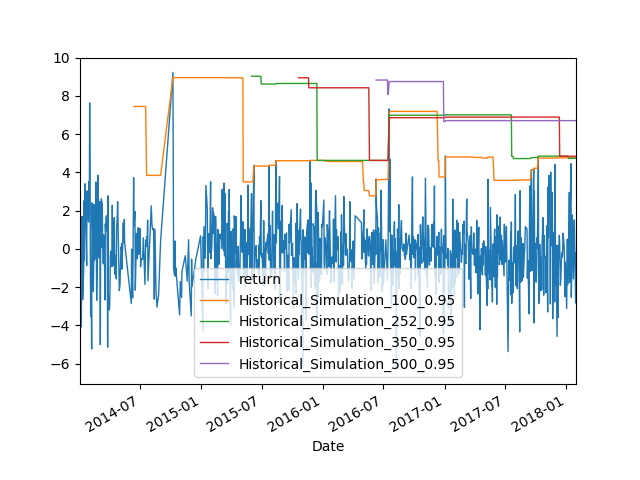 10
8
6
4
2
0
−2
−4
−6
return
Historical_Simulation_100_0.95
Historical_Simulation_252_0.95
Historical_Simulation_350_0.95
Historical_Simulation_500_0.95
2014-07
2015-01
2015-07
2016-01
2016-07
2017-01
2017-07
2018-01
Date